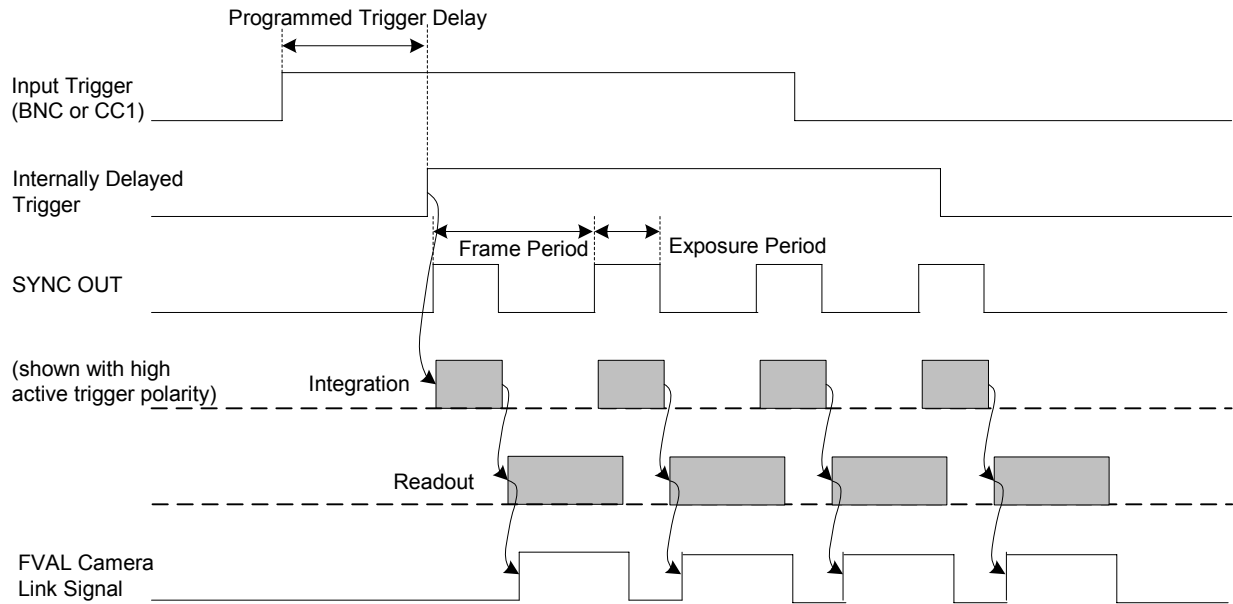 Programmed Trigger Delay
Input Trigger
(BNC or CC1)
Internally Delayed
Trigger
Frame Period
Exposure Period
SYNC OUT
(shown with high
active trigger polarity)
Integration
Readout
FVAL Camera
Link Signal